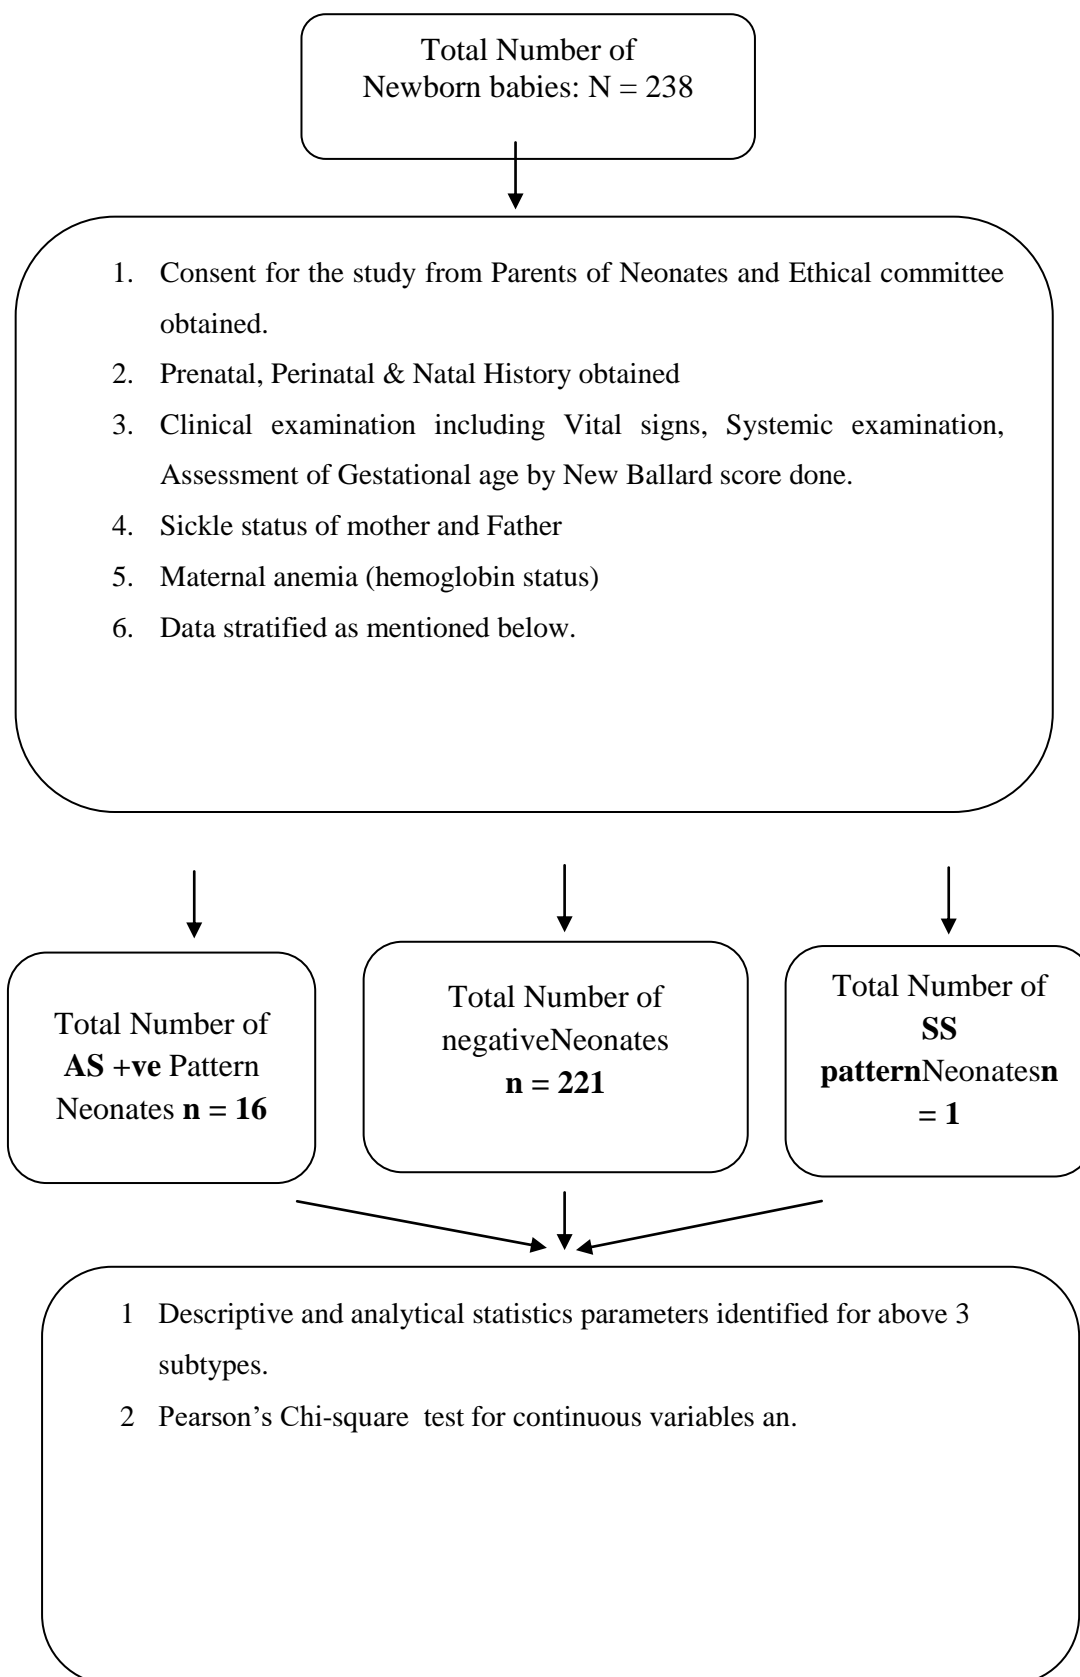 Total Number of
Newborn babies: N = 238
1. Consent for the study from Parents of Neonates and Ethical committee
obtained.
2. Prenatal, Perinatal & Natal History obtained
3. Clinical examination including Vital signs, Systemic examination,
Assessment of Gestational age by New Ballard score done.
4. Sickle status of mother and Father
5. Maternal anemia (hemoglobin status)
6. Data stratified as mentioned below.
Total Number of
AS +ve Pattern
Neonates n = 16
Total Number of
negativeNeonates
n = 221
Total Number of
SS
patternNeonatesn
= 1
1 Descriptive and analytical statistics parameters identified for above 3
subtypes.
2 Pearson’s Chi-square  test for continuous variables an.